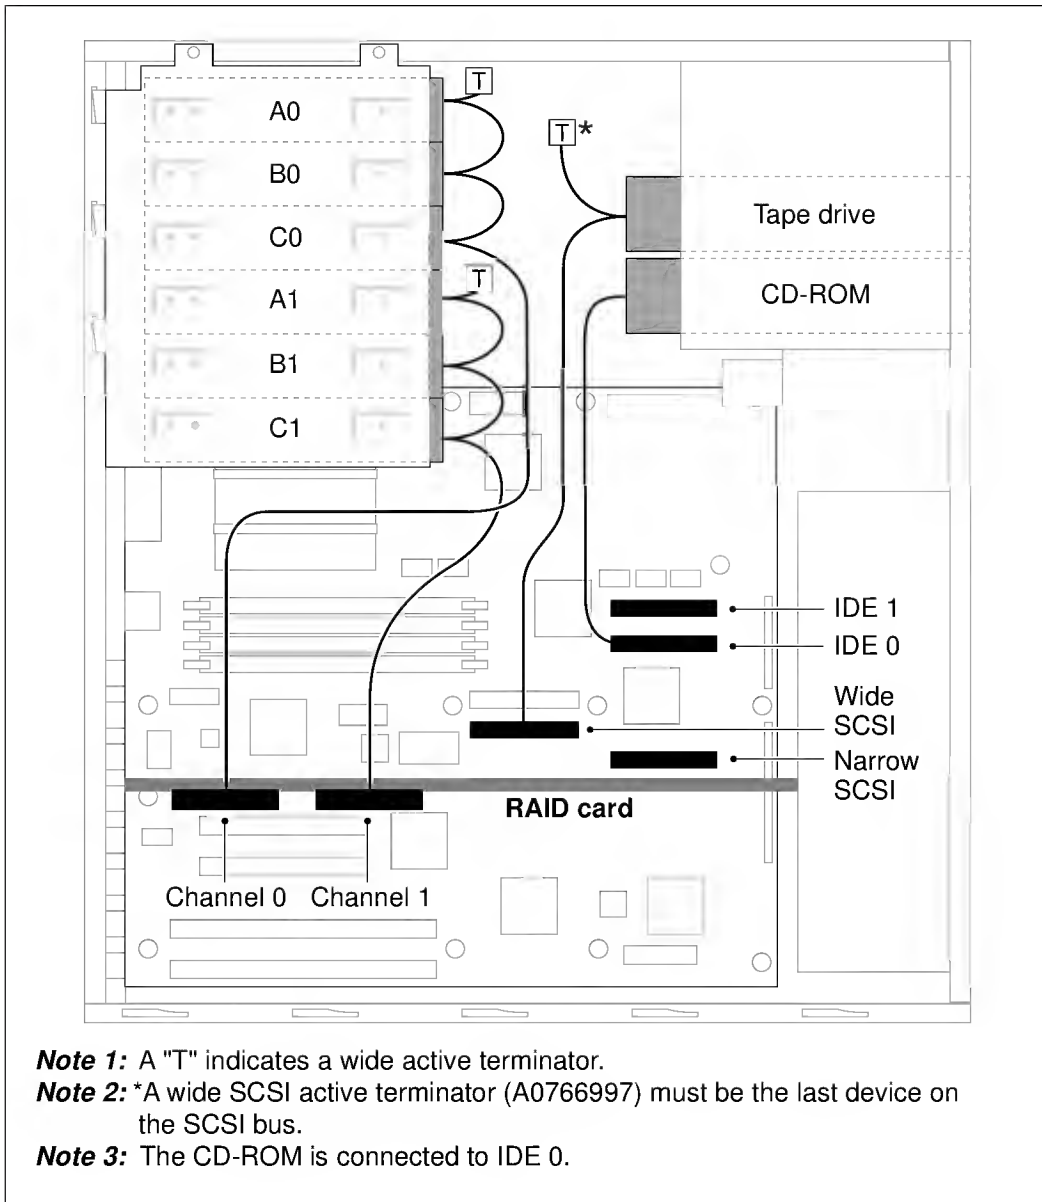 T
A0
T*
B0
Tape drive
C0
T
A1
CD-ROM
B1
C1
IDE 1
IDE 0
Wide
SCSI
Narrow
SCSI
RAID card
Channel 0 Channel 1
Note 1: A "T" indicates a wide active terminator.
Note 2: *A wide SCSI active terminator (A0766997) must be the last device on
the SCSI bus.
Note 3: The CD-ROM is connected to IDE 0.